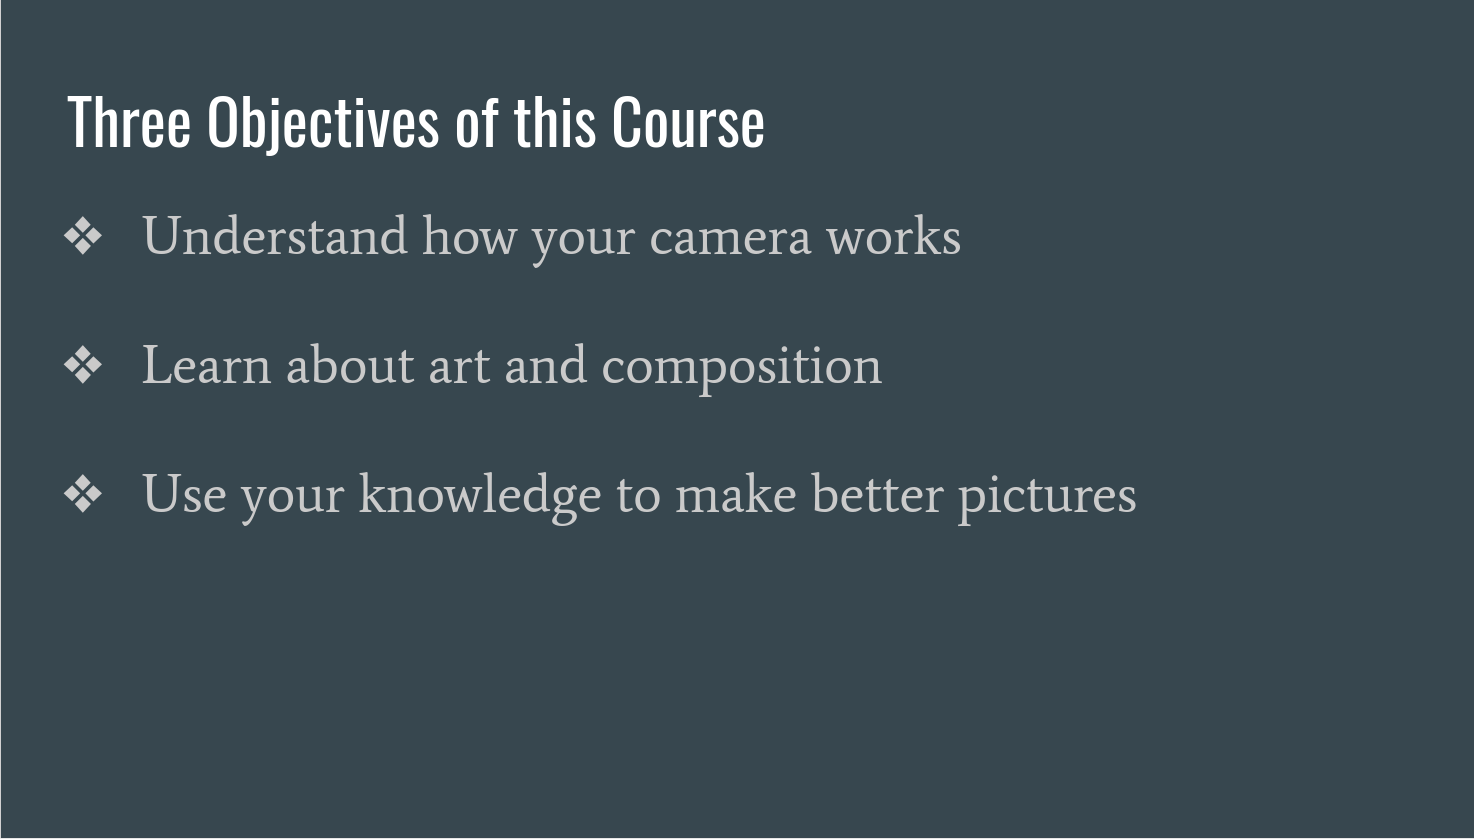 Three Objectives of this Course
❖ Understand how your camera works
❖ Learn about art and composition
❖ Use your knowledge to make better pictures